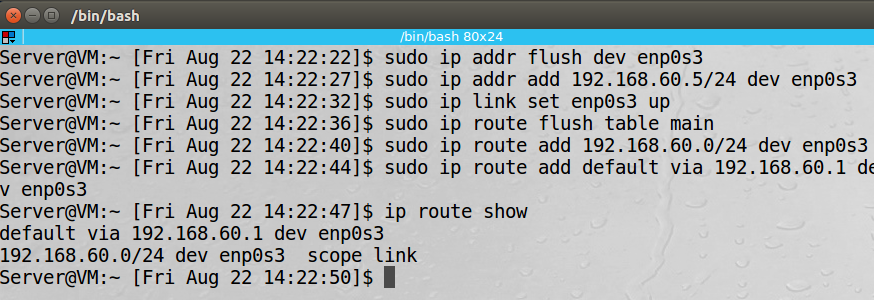 /bin/bash
/bin/bash 80x24
Server@VM:~ [Fri Aug 22 14:22:22]$ sudo ip addr flush dev enp0s3
Server@VM:~ [Fri Aug 22 14:22:27]$ sudo ip addr add 192.168.60.5/24 dev enp0s3
Server@VM:~ [Fri Aug 22 14:22:32]$ sudo ip link set enp0s3 up
Server@VM:~ [Fri Aug 22 14:22:36]$ sudo ip route flush table main
Server@VM:~ [Fri Aug 22 14:22:40]$ sudo ip route add 192.168.60.0/24 dev enp0s3
Server@VM:~ [Fri Aug 22 14:22:44]$ sudo ip route add default via 192.168.60.1 de
v enp0s3
Server@VM:~ [Fri Aug 22 14:22:47]$ ip route show
default via 192.168.60.1 dev enp0s3
192.168.60.0/24 dev enp0s3  scope link
Server@VM:~ [Fri Aug 22 14:22:50]$